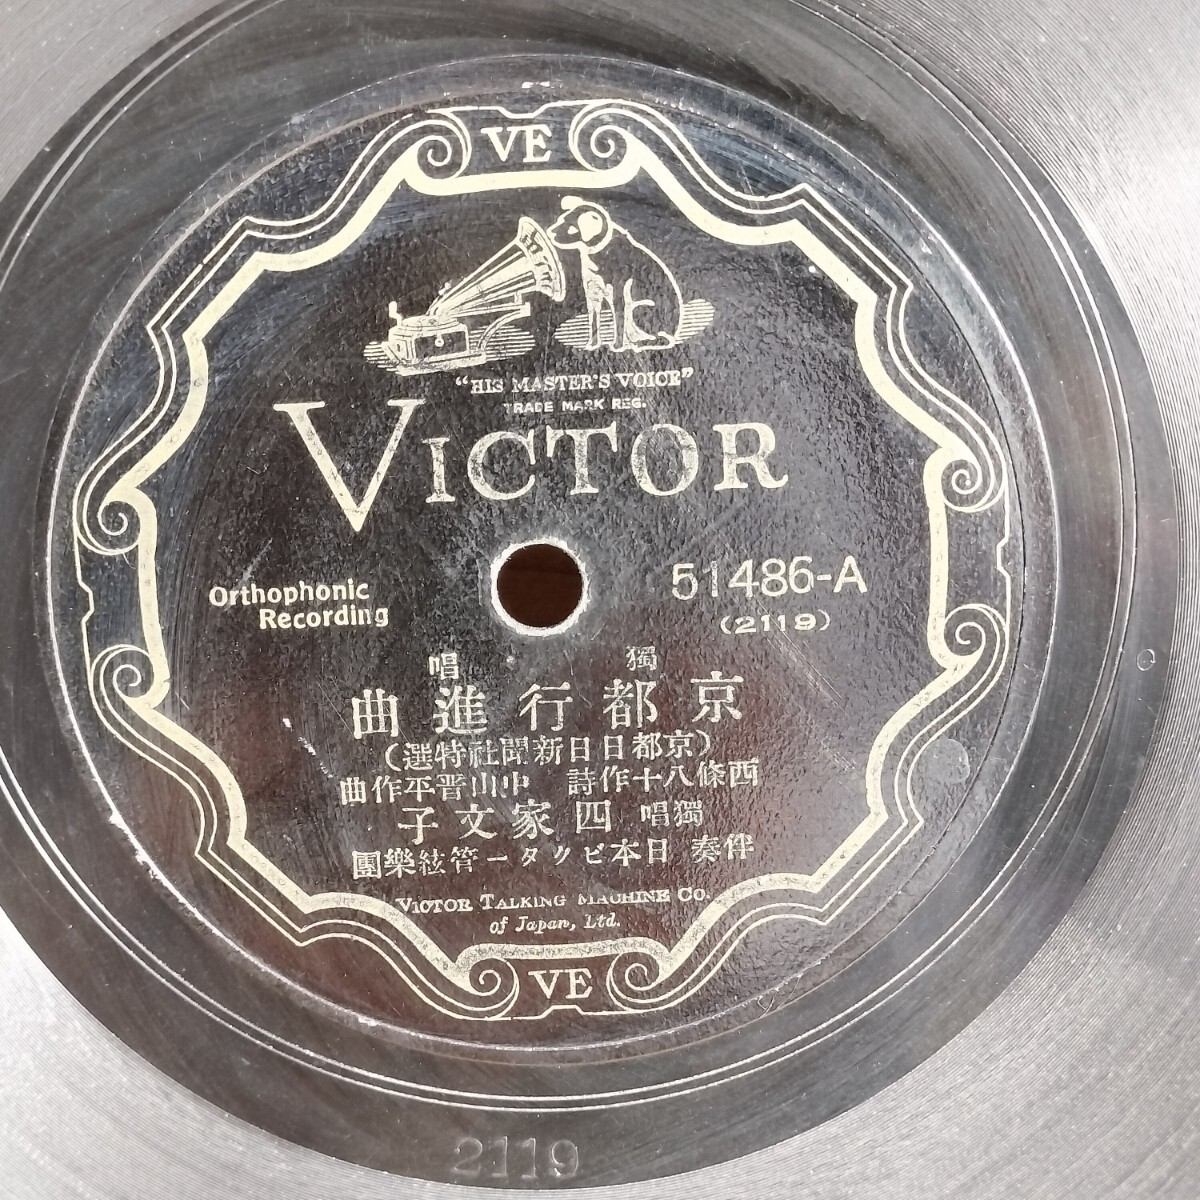 VE
"HIS MASTER'S VOICE"
TRADE MARK REG.
VICTOR
51486-A
(2119)
Orthophonic
Recording
獨唱
京都行進曲
(京都日日新聞社特選)
西條八十作詩 中山晋平作曲
獨唱 四家文子
伴奏 日本ビクター管絃樂團
VICTOR TALKING MACHINE CO.
of Japan, Ltd.
VE
2119